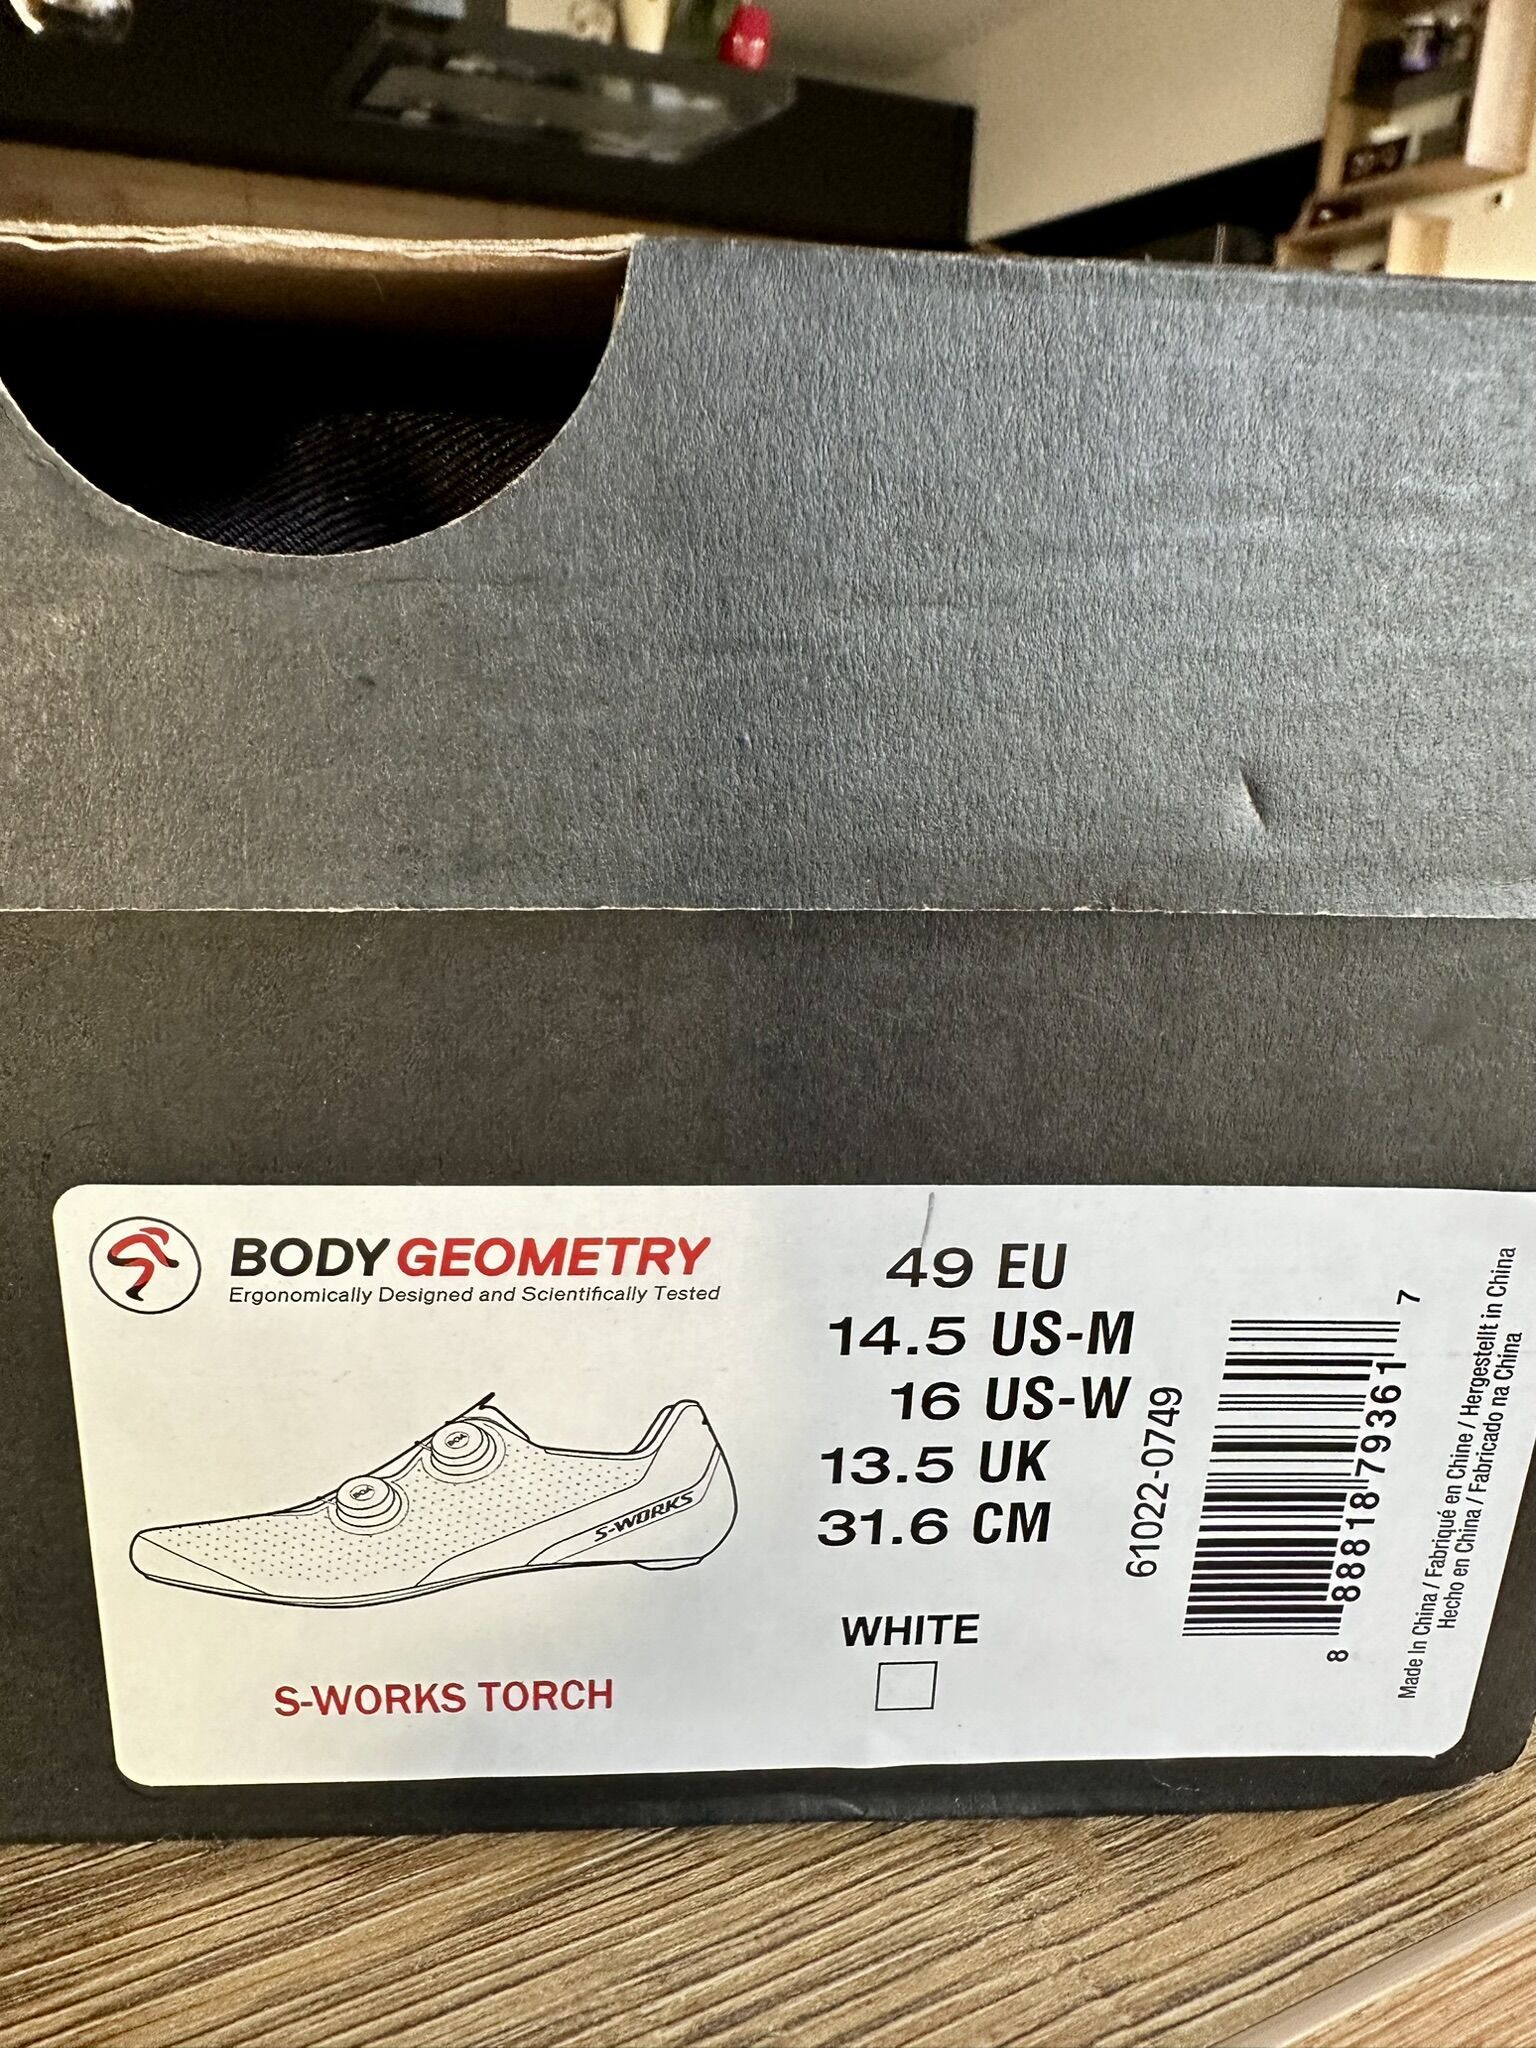 BODY GEOMETRY
Ergonomically Designed and Scientifically Tested
BOA
BOA
S-WORKS
S-WORKS TORCH
49 EU
14.5 US-M
16 US-W
13.5 UK
31.6 CM
WHITE
61022-0749
8 88818 79361 7
Made In China / Fabriqué en Chine / Hergestellt in China
Hecho en China / Fabricado na China